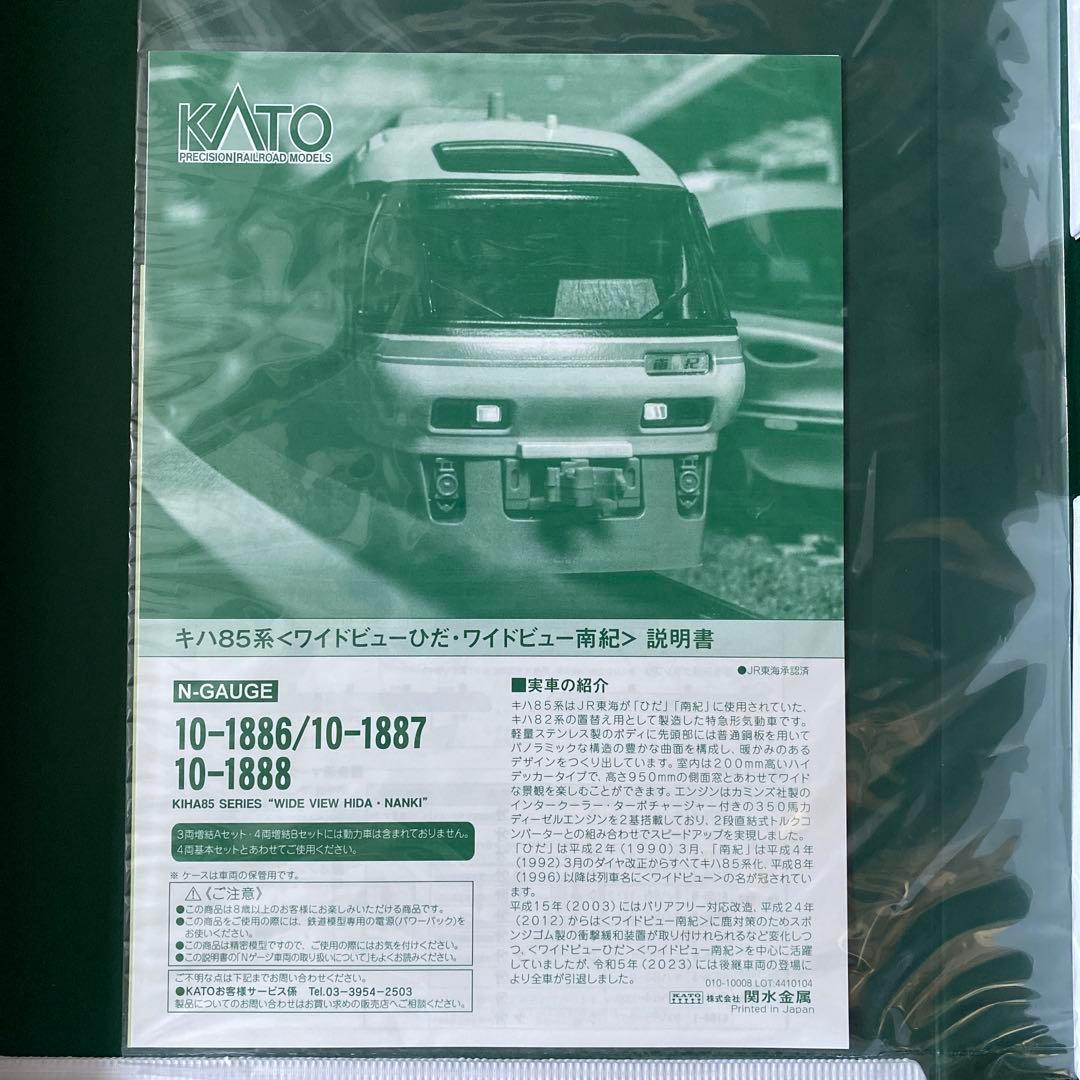 KATO
PRECISION RAILROAD MODELS
南紀
キハ85系<ワイドビューひだ・ワイドビュー南紀> 説明書
●JR東海承認済
N-GAUGE
10-1886/10-1887
10-1888
KIHA85 SERIES "WIDE VIEW HIDA・NANKI"
3両増結Aセット・4両増結Bセットには動力車は含まれておりません。
4両基本セットとあわせてご使用ください。
※ ケースは車両の保管用です。
⚠《ご注意》
●この商品は8歳以上のお客様にお楽しみいただける商品です。
●この商品をご使用の際には、鉄道模型専用の電源(パワーパック)を
お使いください。
●この商品は精密模型ですので、ご使用の際にはお気を付けください。
●この説明書の「Nゲージ車両の取り扱いについて」もよくお読みください。
ご不明な点は下記までお問い合わせください。
●KATOお客様サービス係 Tel.03-3954-2503
製品についてのお問い合わせはお買い求めの販売店へご相談ください。
■実車の紹介
キハ85系はJR東海が「ひだ」「南紀」に使用されていた、
キハ82系の置替え用として製造した特急形気動車です。
軽量ステンレス製のボディに先頭部には普通鋼板を用いて
パノラミックな構造の豊かな曲面を構成し、暖かみのある
デザインをつくり出しています。室内は200mm高いハイ
デッカータイプで、高さ950mmの側面窓とあわせてワイド
な景観を楽しむことができます。エンジンはカミンズ社製の
インタークーラー・ターボチャージャー付きの350馬力
ディーゼルエンジンを2基搭載しており、2段直結式トルクコ
ンバーターとの組み合わせでスピードアップを実現しました。
「ひだ」は平成2年(1990)3月、「南紀」は平成4年
(1992)3月のダイヤ改正からすべてキハ85系化、平成8年
(1996)以降は列車名に<ワイドビュー>の名が冠されてい
ます。
平成15年(2003)にはバリアフリー対応改造、平成24年
(2012)からは<ワイドビュー南紀>に鹿対策のためスポ
ンジゴム製の衝撃緩和装置が取り付けれられるなど変化しつ
つ、<ワイドビューひだ><ワイドビュー南紀>を中心に活躍
していましたが、令和5年(2023)には後継車両の登場に
より全車が引退しました。
010-10008 LOT:4410104
KATO 株式会社 関水金属
Printed in Japan